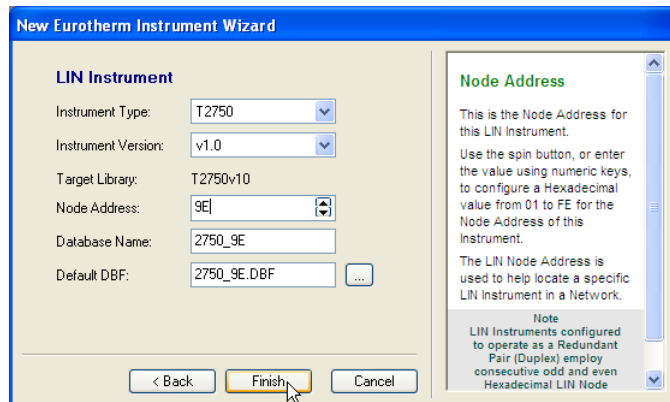 New Eurotherm Instrument Wizard
LIN Instrument
Instrument Type: T2750
Instrument Version: v1.0
Target Library: T2750v10
Node Address: 9E
Database Name: 2750_9E
Default DBF: 2750_9E.DBF ...
< Back Finish Cancel
Node Address
This is the Node Address for
this LIN Instrument.
Use the spin button, or enter
the value using numeric keys,
to configure a Hexadecimal
value from 01 to FE for the
Node Address of this
Instrument.
The LIN Node Address is
used to help locate a specific
LIN Instrument in a Network.
Note
LIN Instruments configured
to operate as a Redundant
Pair (Duplex) employ
consecutive odd and even
Hexadecimal LIN Node